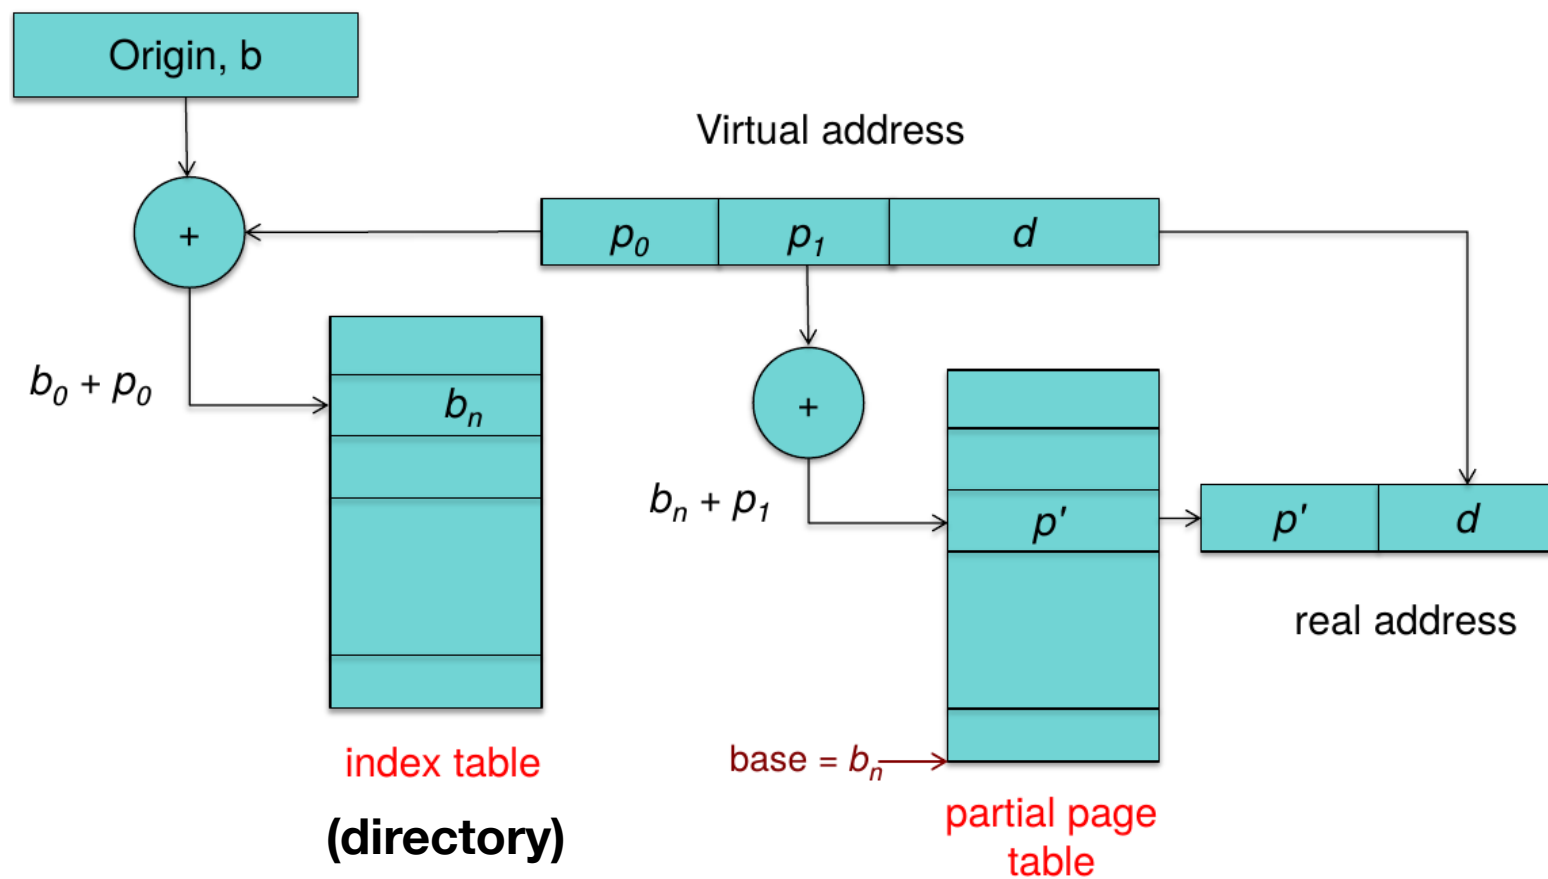 Origin, b
Virtual address
+
p₀
p₁
d
b₀ + p₀
bₙ
+
bₙ + p₁
p'
p'
d
real address
index table
(directory)
base = bₙ
partial page
table